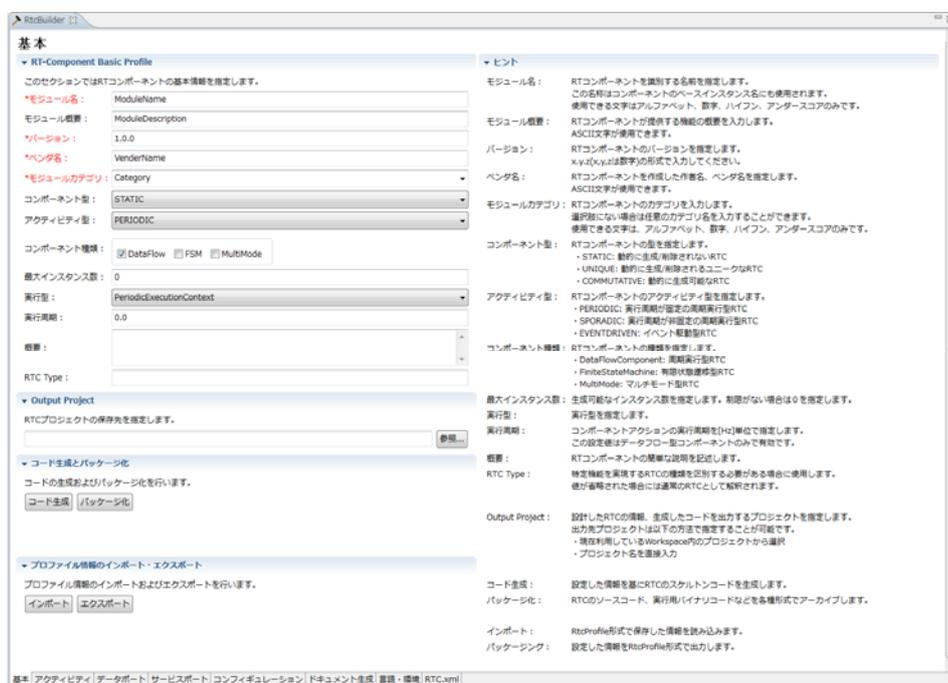 RtcBuilder
基本
RT-Component Basic Profile
このセクションではRTコンポーネントの基本情報を指定します。
*モジュール名： ModuleName
モジュール概要： ModuleDescription
*バージョン： 1.0.0
*ベンダ名： VenderName
*モジュールカテゴリ： Category
コンポーネント型： STATIC
アクティビティ型： PERIODIC
コンポーネント種類： DataFlow FSM MultiMode
最大インスタンス数： 0
実行型： PeriodicExecutionContext
実行周期： 0.0
概要：
RTC Type：
Output Project
RTCプロジェクトの保存先を指定します。
参照...
コード生成とパッケージ化
コードの生成およびパッケージ化を行います。
コード生成 パッケージ化
プロファイル情報のインポート・エクスポート
プロファイル情報のインポートおよびエクスポートを行います。
インポート エクスポート
ヒント
モジュール名： RTコンポーネントを識別する名前を指定します。
この名称はコンポーネントのベースインスタンス名にも使用されます。
使用できる文字はアルファベット、数字、ハイフン、アンダースコアのみです。
モジュール概要： RTコンポーネントが提供する機能の概要を入力します。
ASCII文字が使用できます。
バージョン： RTコンポーネントのバージョンを指定します。
x.y.z(x,y,zは数字)の形式で入力してください。
ベンダ名： RTコンポーネントを作成した作者名、ベンダ名を指定します。
ASCII文字が使用できます。
モジュールカテゴリ： RTコンポーネントのカテゴリを入力します。
選択肢にない場合は任意のカテゴリ名を入力することができます。
使用できる文字は、アルファベット、数字、ハイフン、アンダースコアのみです。
コンポーネント型： RTコンポーネントの型を指定します。
・STATIC: 動的に生成/削除されないRTC
・UNIQUE: 動的に生成/削除されるユニークなRTC
・COMMUTATIVE: 動的に生成可能なRTC
アクティビティ型： RTコンポーネントのアクティビティ型を指定します。
・PERIODIC: 実行周期が固定の周期実行型RTC
・SPORADIC: 実行周期が非固定の周期実行型RTC
・EVENTDRIVEN: イベント駆動型RTC
コンポーネント種類： RTコンポーネントの種類を指定します。
・DataFlowComponent: 周期実行型RTC
・FiniteStateMachine: 有限状態遷移型RTC
・MultiMode: マルチモード型RTC
最大インスタンス数： 生成可能なインスタンス数を指定します。制限がない場合は０を指定します。
実行型： 実行型を指定します。
実行周期： コンポーネントアクションの実行周期を[Hz]単位で指定します。
この設定値はデータフロー型コンポーネントのみで有効です。
概要： RTコンポーネントの簡単な説明を記述します。
RTC Type： 特定機能を実現するRTCの種類を区別する必要がある場合に使用します。
値が省略された場合には通常のRTCとして解釈されます。
Output Project： 設計したRTCの情報、生成したコードを出力するプロジェクトを指定します。
出力先プロジェクトは以下の方法で指定することが可能です。
・現在利用しているWorkspace内のプロジェクトから選択
・プロジェクト名を直接入力
コード生成： 設定した情報を基にRTCのスケルトンコードを生成します。
パッケージ化： RTCのソースコード、実行用バイナリコードなどを各種形式でアーカイブします。
インポート： RtcProfile形式で保存した情報を読み込みます。
パッケージング： 設定した情報をRtcProfile形式で出力します。
基本 アクティビティ データポート サービスポート コンフィギュレーション ドキュメント生成 言語・環境 RTC.xml